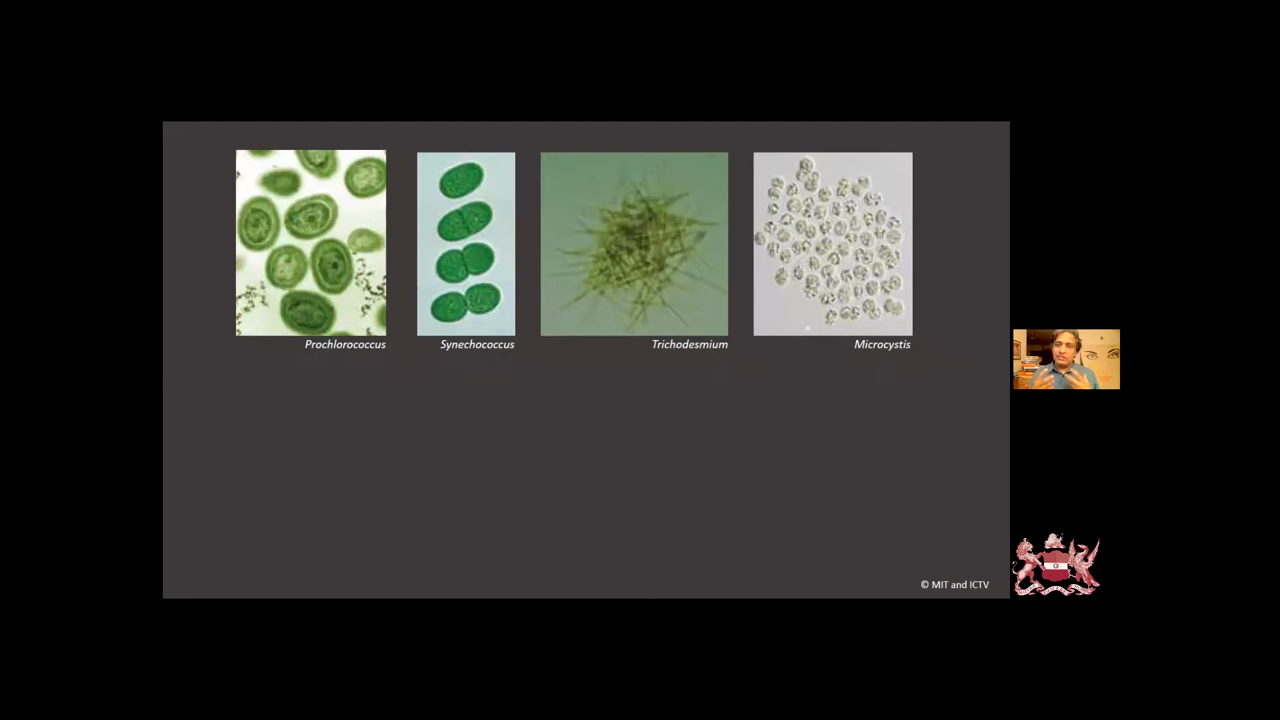 Prochlorococcus
Synechococcus
Trichodesmium
Microcystis
© MIT and ICTV